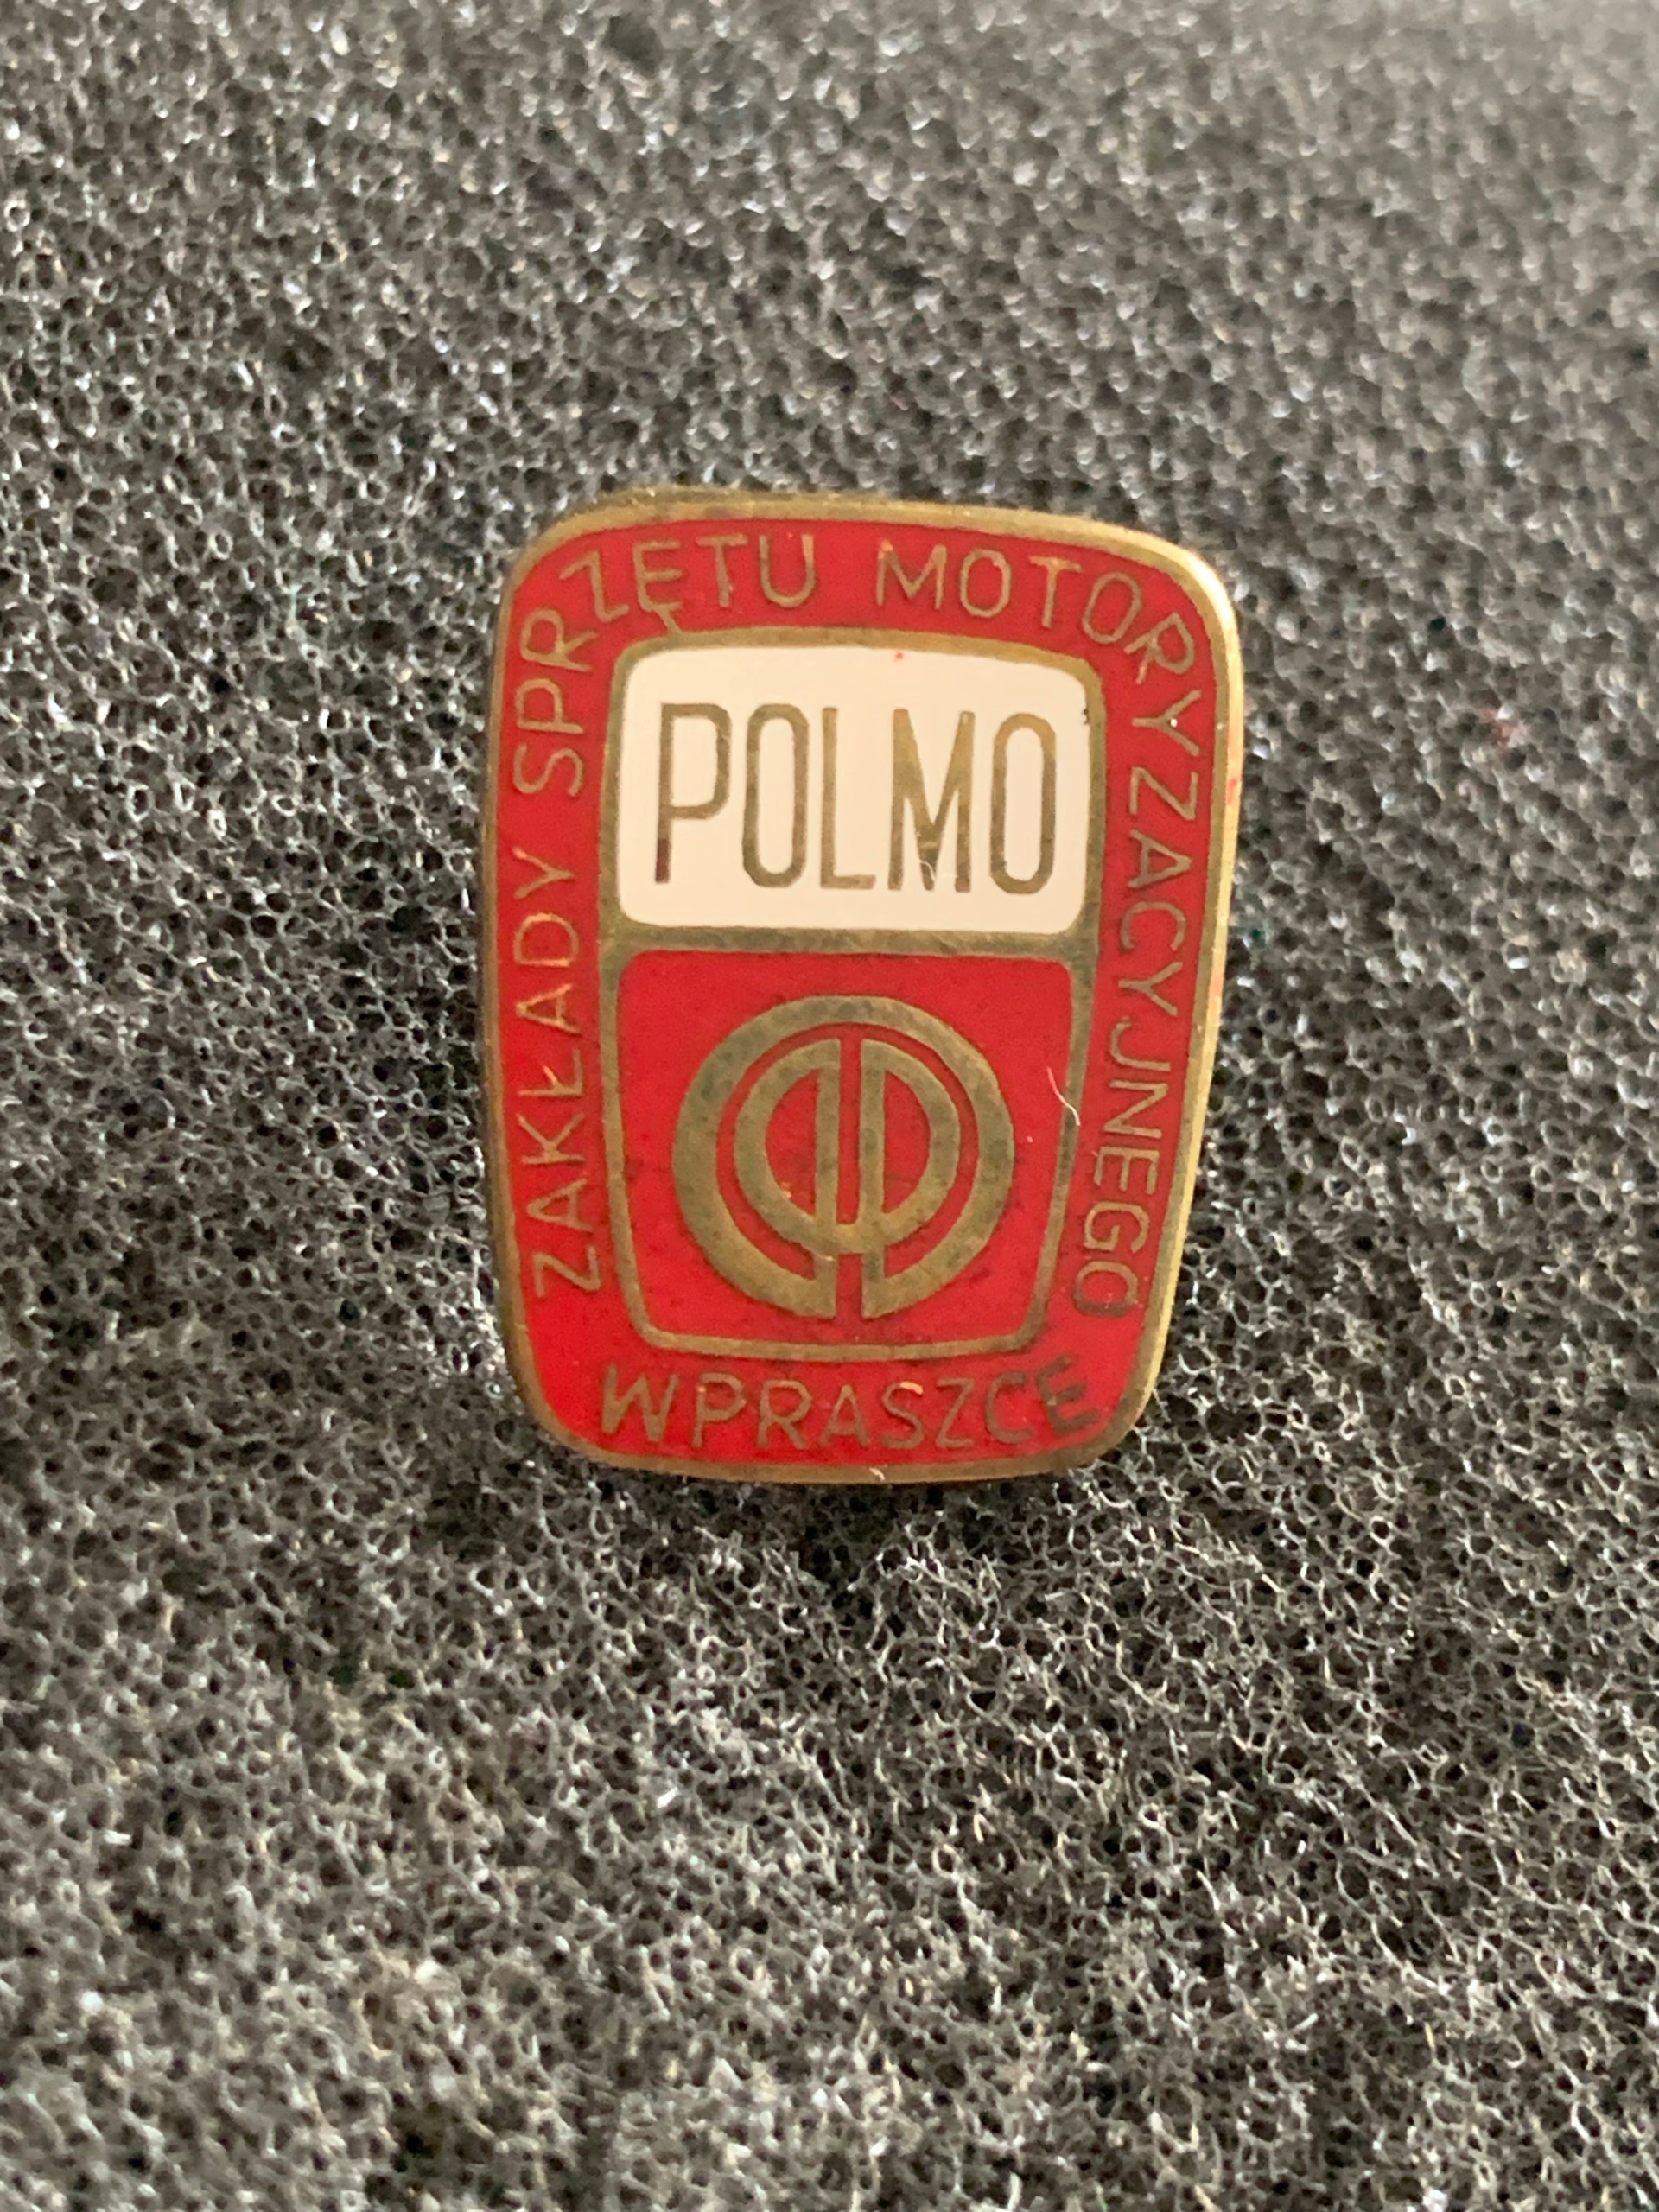 ZAKŁADY SPRZĘTU MOTORYZACYJNEGO
POLMO
W PRASZCE